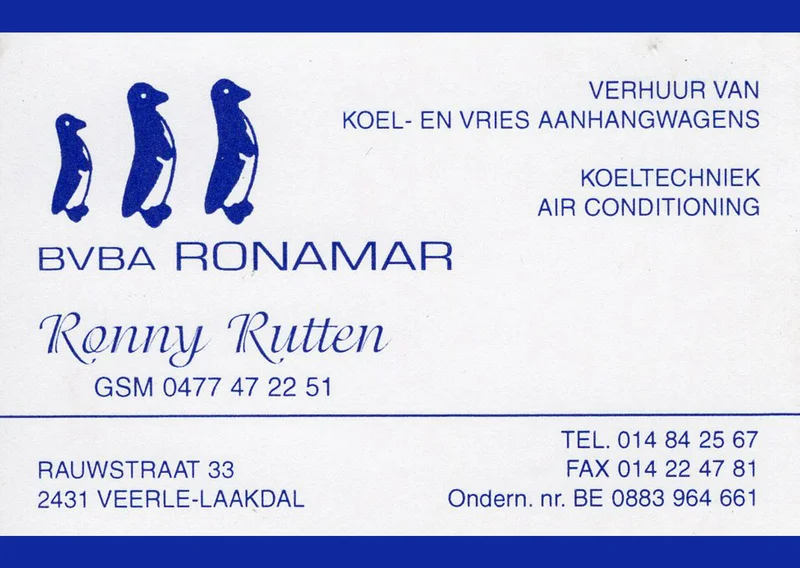 VERHUUR VAN
KOEL- EN VRIES AANHANGWAGENS
KOELTECHNIEK
AIR CONDITIONING
BVBA RONAMAR
Ronny Rutten
GSM 0477 47 22 51
RAUWSTRAAT 33
2431 VEERLE-LAAKDAL
TEL. 014 84 25 67
FAX 014 22 47 81
Ondern. nr. BE 0883 964 661